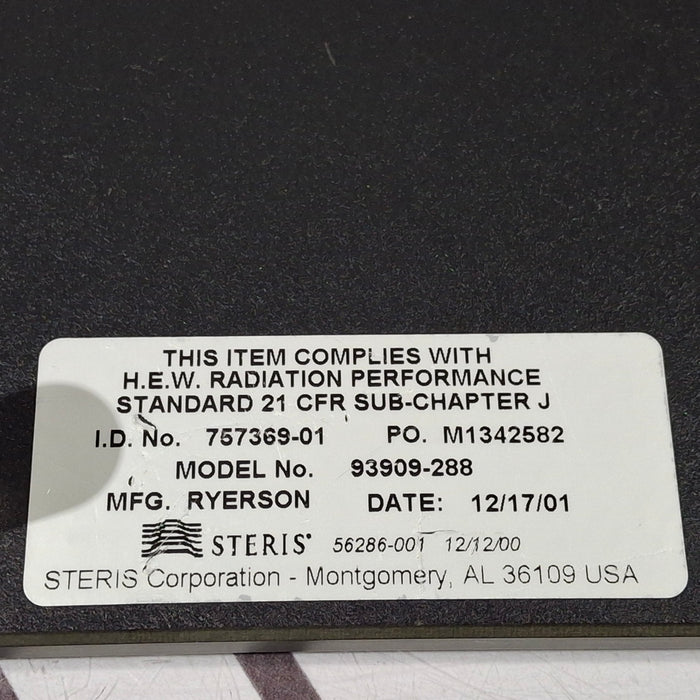 THIS ITEM COMPLIES WITH
H.E.W. RADIATION PERFORMANCE
STANDARD 21 CFR SUB-CHAPTER J
I.D. No. 757369-01 PO. M1342582
MODEL No. 93909-288
MFG. RYERSON DATE: 12/17/01
STERIS® 56286-001 12/12/00
STERIS Corporation - Montgomery, AL 36109 USA